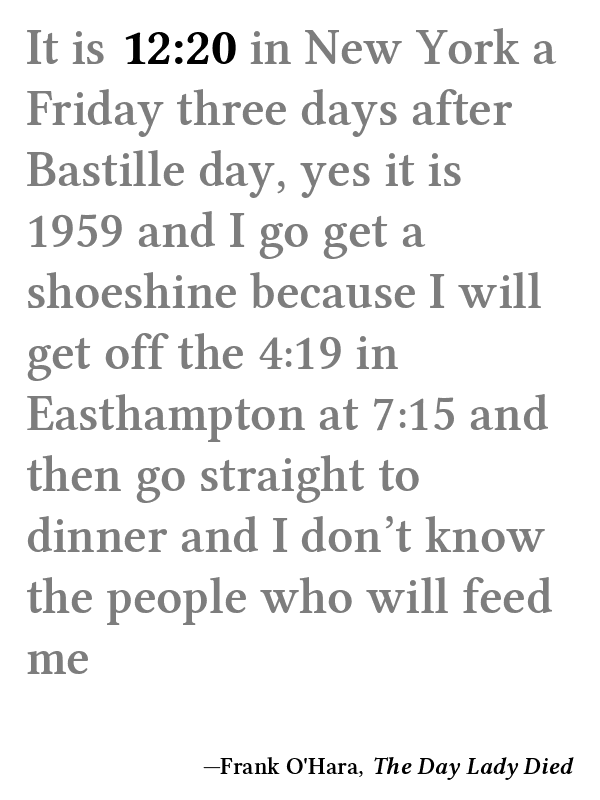 It is 12:20 in New York a
Friday three days after
Bastille day, yes it is
1959 and I go get a
shoeshine because I will
get off the 4:19 in
Easthampton at 7:15 and
then go straight to
dinner and I don’t know
the people who will feed
me
—Frank O'Hara, The Day Lady Died